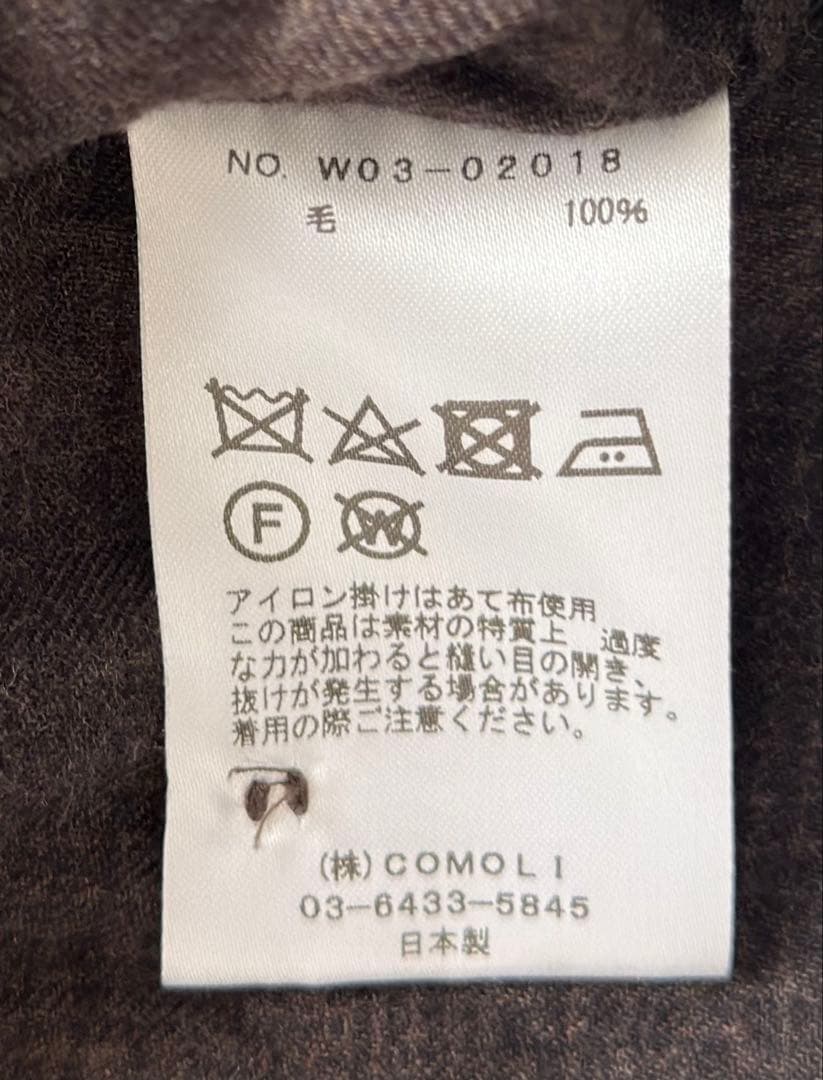 NO. W03-02018
毛 100%
F W
アイロン掛けはあて布使用
この商品は素材の特質上、過度
な力が加わると縫い目の開き、
抜けが発生する場合があります。
着用の際ご注意ください。
(株)COMOLI
03-6433-5845
日本製